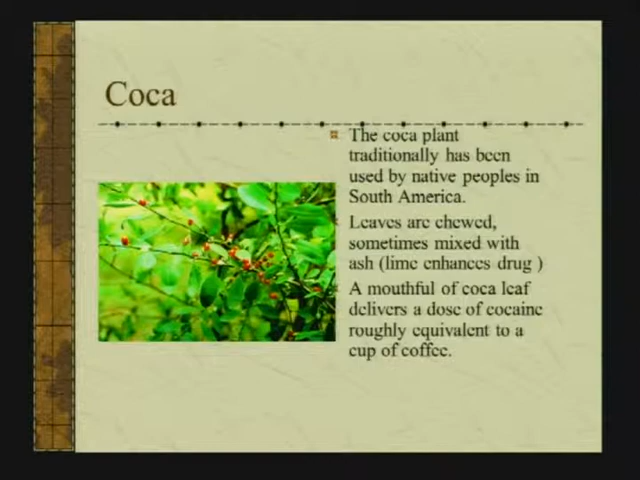 Coca
The coca plant
traditionally has been
used by native peoples in
South America.
Leaves are chewed,
sometimes mixed with
ash (lime enhances drug )
A mouthful of coca leaf
delivers a dose of cocaine
roughly equivalent to a
cup of coffee.